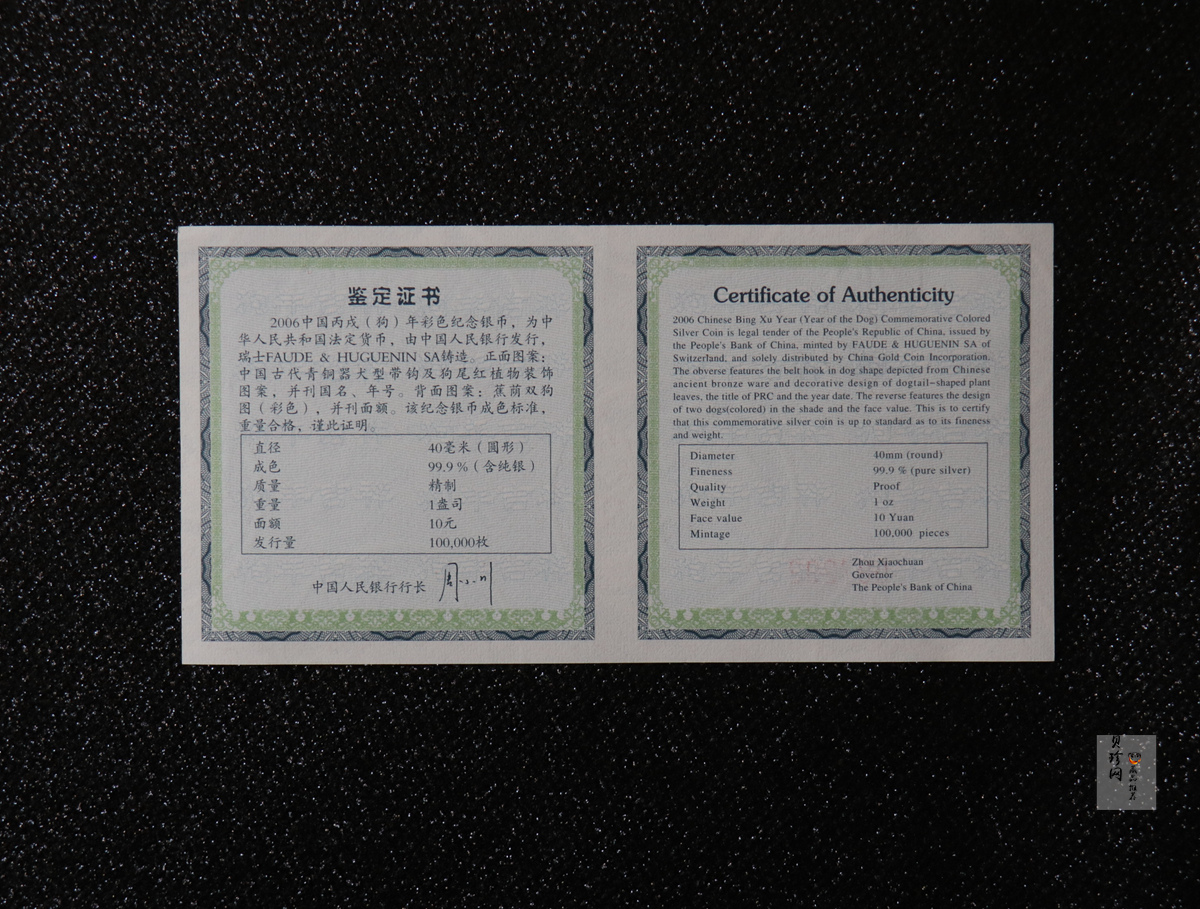 鉴定证书
2006中国丙戌（狗）年彩色纪念银币，为中
华人民共和国法定货币，由中国人民银行发行，
瑞士FAUDE & HUGUENIN SA铸造。正面图案：
中国古代青铜器犬型带钩及狗尾红植物装饰
图案，并刊国名、年号。背面图案：蕉荫双狗
图（彩色），并刊面额。该纪念银币成色标准，
重量合格，谨此证明。
直径 40毫米（圆形）
成色 99.9％（含纯银）
质量 精制
重量 1盎司
面额 10元
发行量 100,000枚
中国人民银行行长
Certificate of Authenticity
2006 Chinese Bing Xu Year (Year of the Dog) Commemorative Colored
Silver Coin is legal tender of the People's Republic of China, issued by
the People's Bank of China, minted by FAUDE & HUGUENIN SA of
Switzerland, and solely distributed by China Gold Coin Incorporation.
The obverse features the belt hook in dog shape depicted from Chinese
ancient bronze ware and decorative design of dogtail-shaped plant
leaves, the title of PRC and the year date. The reverse features the design
of two dogs(colored) in the shade and the face value. This is to certify
that this commemorative silver coin is up to standard as to its fineness
and weight.
Diameter 40mm (round)
Fineness 99.9 % (pure silver)
Quality Proof
Weight 1 oz
Face value 10 Yuan
Mintage 100,000 pieces
Zhou Xiaochuan
Governor
The People's Bank of China
贝珍网